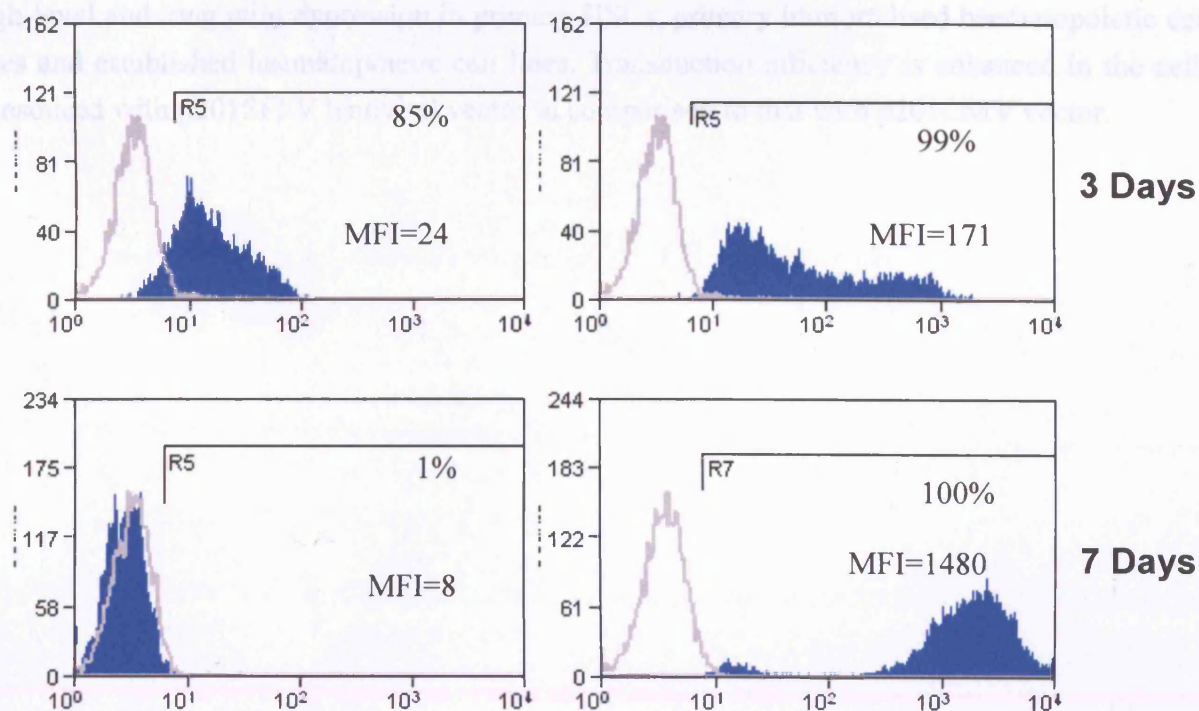 162 162
121 R5 85% 121 R5 99%
81 81 3 Days
40 MFI=24 40 MFI=171
0 0
10⁰ 10¹ 10² 10³ 10⁴ 10⁰ 10¹ 10² 10³ 10⁴
234 244
175 R5 1% 183 R7 100%
117 122 7 Days
MFI=8 MFI=1480
58 61
0 0
10⁰ 10¹ 10² 10³ 10⁴ 10⁰ 10¹ 10² 10³ 10⁴